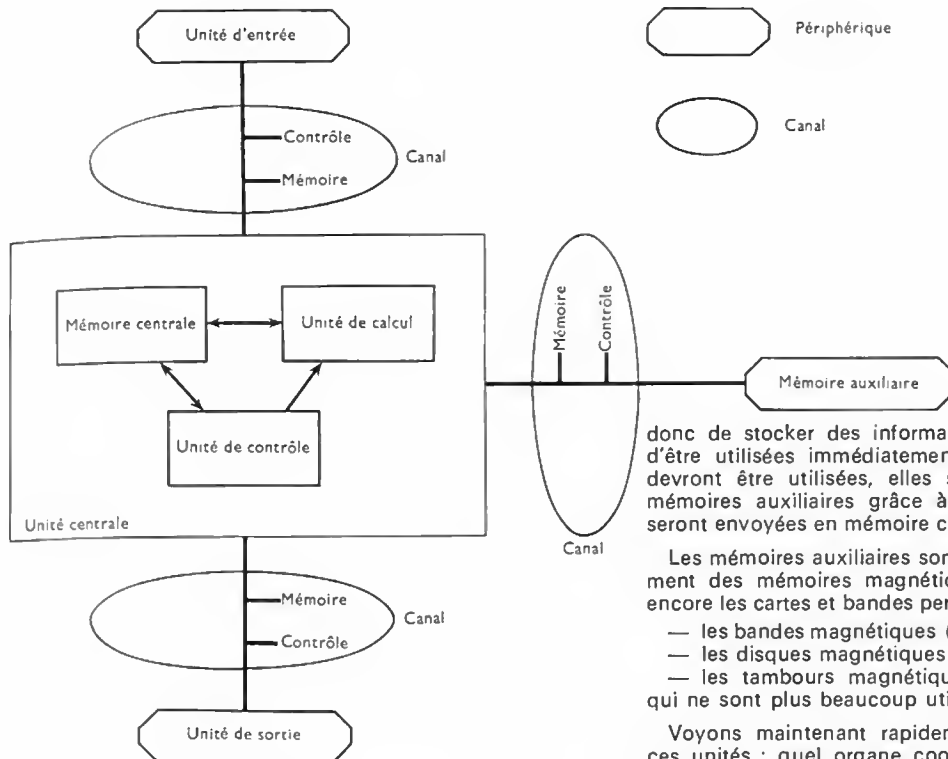 Unité d'entrée
Périphérique
Canal
Contrôle
Canal
Mémoire
Mémoire centrale
Unité de calcul
Unité de contrôle
Unité centrale
Mémoire
Contrôle
Canal
Mémoire auxiliaire
Mémoire
Canal
Contrôle
Unité de sortie
donc de stocker des informa
d'être utilisées immédiatemen
devront être utilisées, elles s
mémoires auxiliaires grâce à
seront envoyées en mémoire c
Les mémoires auxiliaires son
ment des mémoires magnétiq
encore les cartes et bandes per
— les bandes magnétiques (
— les disques magnétiques
— les tambours magnétiqu
qui ne sont plus beaucoup uti
Voyons maintenant rapider
ces unités : quel organe